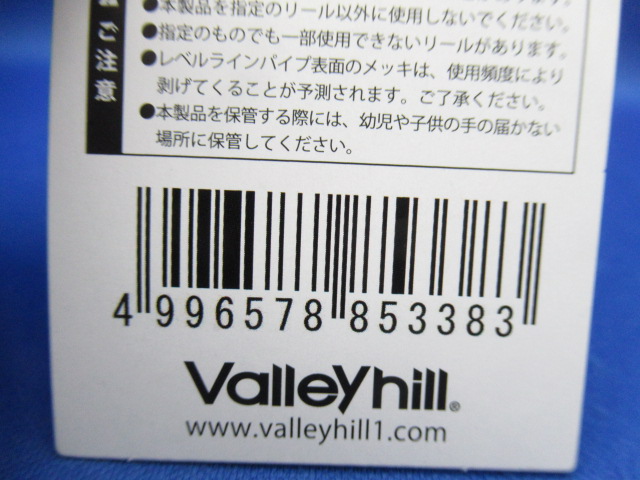 ●本製品を指定のリール以外に使用しないでください。
●指定のものでも一部使用できないリールがあります。
●レベルラインパイプ表面のメッキは、使用頻度により
剥げてくることが予測されます。ご了承ください。
●本製品を保管する際には、幼児や子供の手の届かない
場所に保管してください。
ご注意
4 996578 853383
Valleyhill®
www.valleyhill1.com